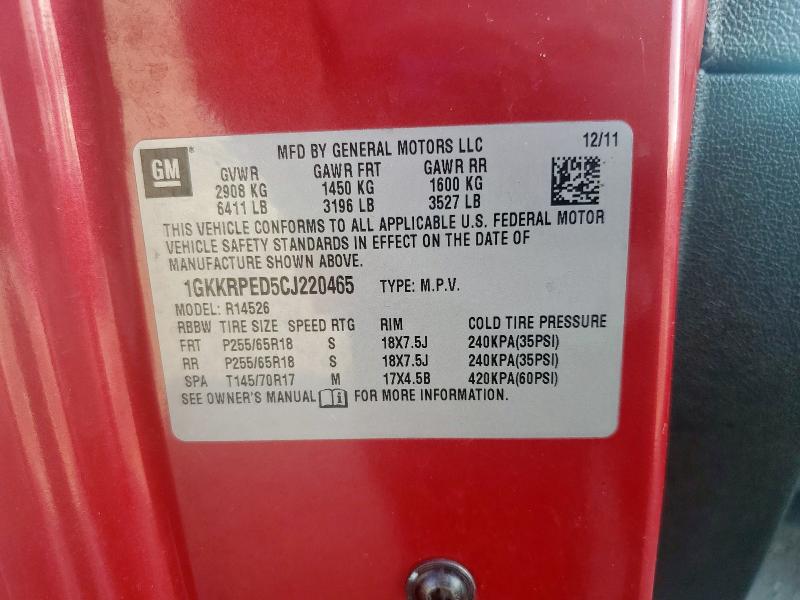 GM
MFD BY GENERAL MOTORS LLC 12/11
GVWR GAWR FRT GAWR RR
2908 KG 1450 KG 1600 KG
6411 LB 3196 LB 3527 LB
THIS VEHICLE CONFORMS TO ALL APPLICABLE U.S. FEDERAL MOTOR
VEHICLE SAFETY STANDARDS IN EFFECT ON THE DATE OF
MANUFACTURE SHOWN ABOVE.
1GKKRPED5CJ220465 TYPE: M.P.V.
MODEL: R14526
RBBW TIRE SIZE SPEED RTG RIM COLD TIRE PRESSURE
FRT P255/65R18 S 18X7.5J 240KPA(35PSI)
RR P255/65R18 S 18X7.5J 240KPA(35PSI)
SPA T145/70R17 M 17X4.5B 420KPA(60PSI)
SEE OWNER'S MANUAL i FOR MORE INFORMATION.